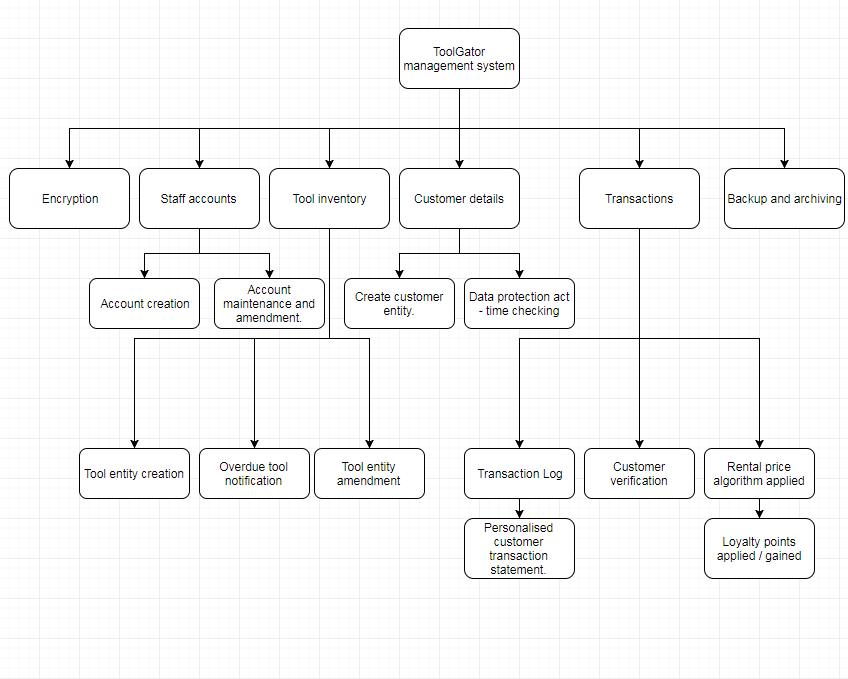 ToolGator
management system
Encryption
Staff accounts
Tool inventory
Customer details
Transactions
Backup and archiving
Account creation
Account
maintenance and
amendment.
Create customer
entity.
Data protection act
- time checking
Tool entity creation
Overdue tool
notification
Tool entity
amendment
Transaction Log
Customer
verification
Rental price
algorithm applied
Personalised
customer
transaction
statement.
Loyalty points
applied / gained